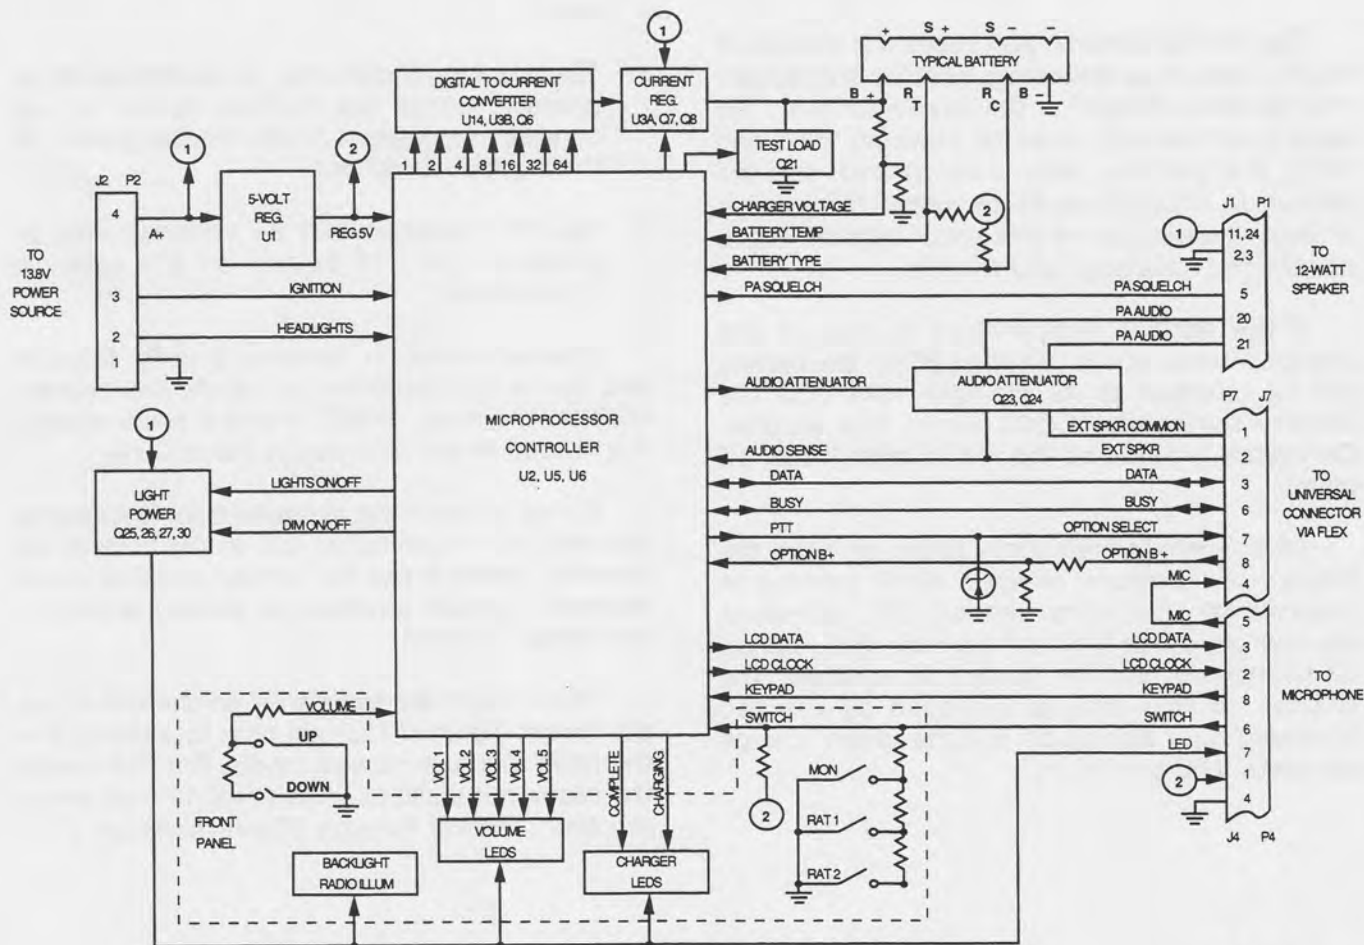 1
+ S + S − −
TYPICAL BATTERY
B + R T R C B −
DIGITAL TO CURRENT
CONVERTER
U14, U3B, Q6
CURRENT
REG.
U3A, Q7, Q8
TEST LOAD
Q21
1 2 4 8 16 32 64
1
2
J2 P2
4
A+
5-VOLT
REG.
U1
REG 5V
TO
13.8V
POWER
SOURCE
3
IGNITION
2
HEADLIGHTS
1
CHARGER VOLTAGE
BATTERY TEMP
2
BATTERY TYPE
PA SQUELCH
PA SQUELCH
5
J1 P1
1
11, 24
2,3
TO
12-WATT
SPEAKER
PA AUDIO
20
PA AUDIO
21
AUDIO ATTENUATOR
AUDIO ATTENUATOR
Q23, Q24
MICROPROCESSOR
CONTROLLER
U2, U5, U6
P7 J7
EXT SPKR COMMON
1
AUDIO SENSE
EXT SPKR
2
DATA
DATA
3
BUSY
BUSY
6
PTT
OPTION SELECT
7
OPTION B+
OPTION B+
8
MIC
4
TO
UNIVERSAL
CONNECTOR
VIA FLEX
1
LIGHT
POWER
Q25, 26, 27, 30
LIGHTS ON/OFF
DIM ON/OFF
MIC
5
LCD DATA
LCD DATA
3
LCD CLOCK
LCD CLOCK
2
KEYPAD
KEYPAD
8
SWITCH
SWITCH
6
LED
7
2
1
4
TO
MICROPHONE
J4 P4
VOLUME
UP
DOWN
FRONT
PANEL
VOL 1
VOL 2
VOL 3
VOL 4
VOL 5
COMPLETE
CHARGING
2
MON
RAT 1
RAT 2
BACKLIGHT
RADIO ILLUM
VOLUME
LEDS
CHARGER
LEDS